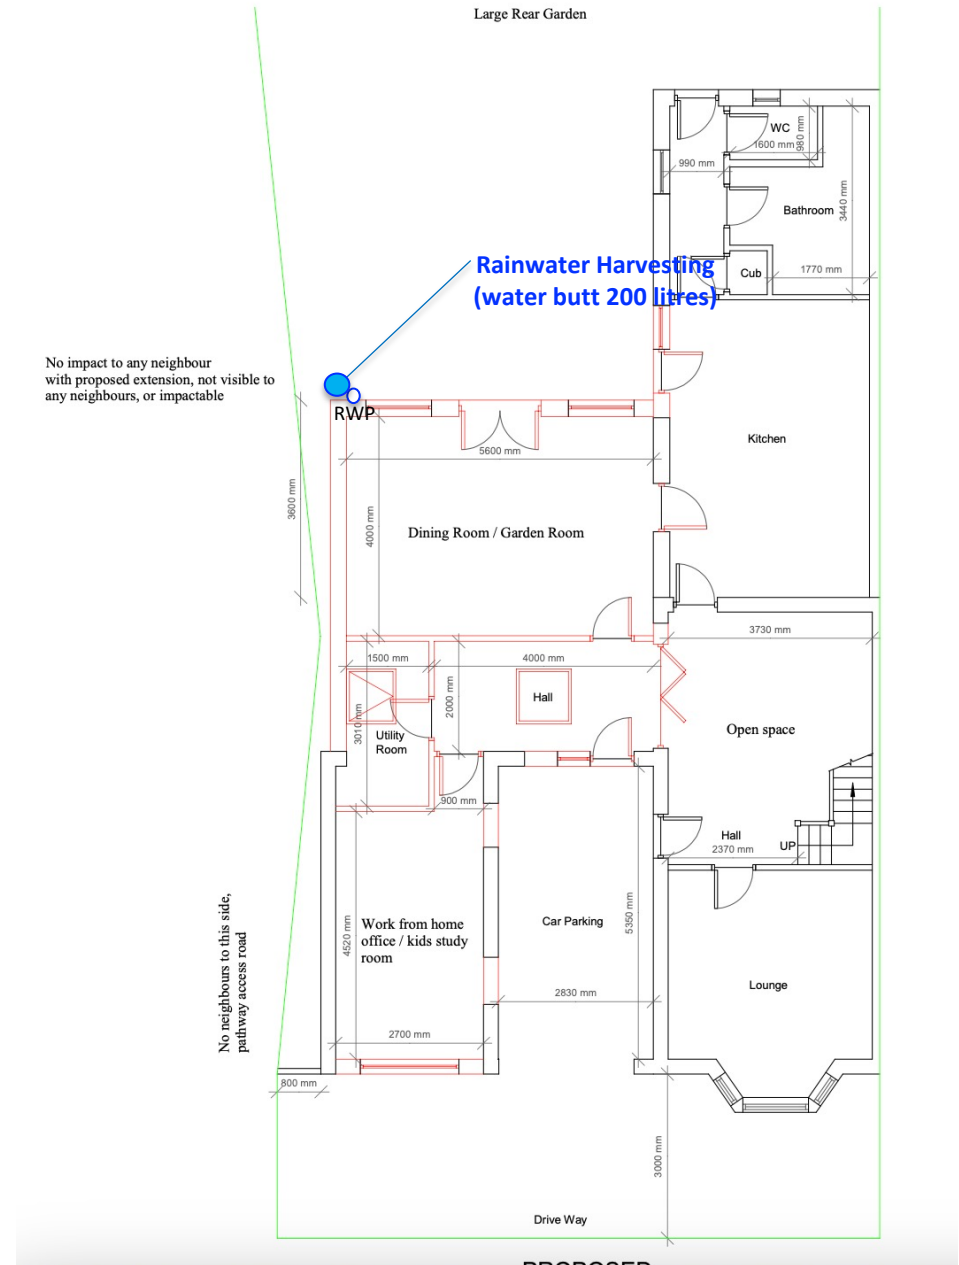 Large Rear Garden
WC
1600 mm
980 mm
990 mm
Bathroom
3440 mm
Cub
1770 mm
Rainwater Harvesting
(water butt 200 litres)
No impact to any neighbour
with proposed extension, not visible to
any neighbours, or impactable
RWP
Kitchen
5600 mm
3600 mm
4000 mm
Dining Room / Garden Room
3730 mm
1500 mm
4000 mm
2000 mm
Hall
3010 mm
Utility
Room
Open space
900 mm
Hall
2370 mm
UP
No neighbours to this side,
pathway access road
4520 mm
Work from home
office / kids study
room
Car Parking
5350 mm
Lounge
2830 mm
2700 mm
800 mm
3000 mm
Drive Way
PROPOSED